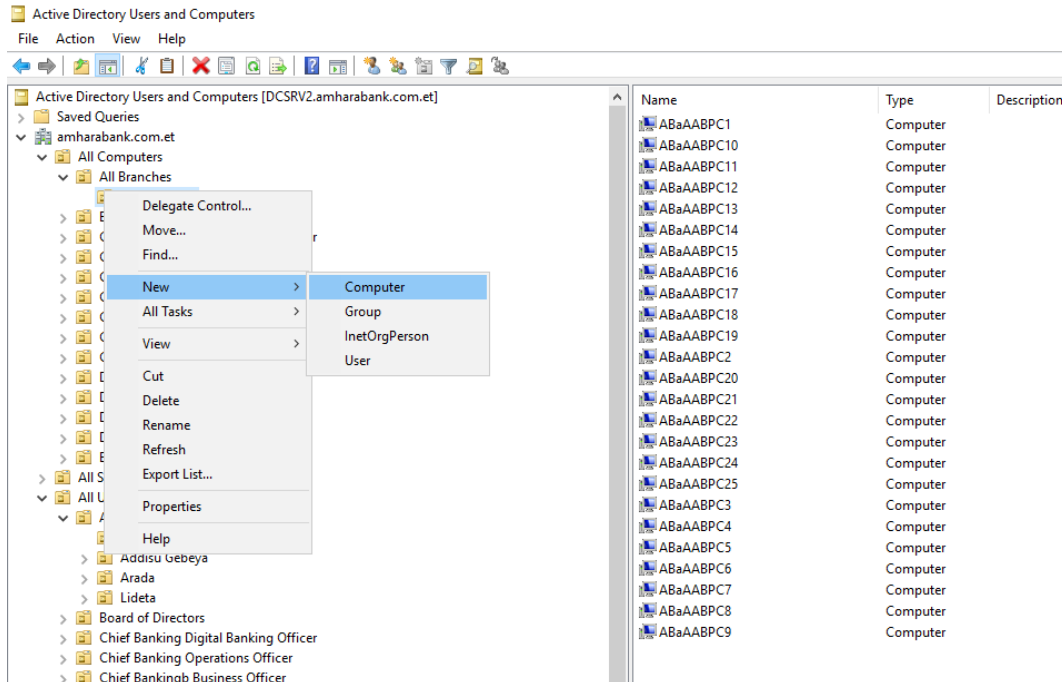 Active Directory Users and Computers
File Action View Help
Active Directory Users and Computers [DCSRV2.amharabank.com.et]
Saved Queries
amharabank.com.et
All Computers
All Branches
All S
All U
Addisu Gebeya
Arada
Lideta
Board of Directors
Chief Banking Digital Banking Officer
Chief Banking Operations Officer
Chief Bankingb Business Officer
Delegate Control...
Move...
Find...
New
All Tasks
View
Cut
Delete
Rename
Refresh
Export List...
Properties
Help
Computer
Group
InetOrgPerson
User
Name Type Description
ABaAABPC1 Computer
ABaAABPC10 Computer
ABaAABPC11 Computer
ABaAABPC12 Computer
ABaAABPC13 Computer
ABaAABPC14 Computer
ABaAABPC15 Computer
ABaAABPC16 Computer
ABaAABPC17 Computer
ABaAABPC18 Computer
ABaAABPC19 Computer
ABaAABPC2 Computer
ABaAABPC20 Computer
ABaAABPC21 Computer
ABaAABPC22 Computer
ABaAABPC23 Computer
ABaAABPC24 Computer
ABaAABPC25 Computer
ABaAABPC3 Computer
ABaAABPC4 Computer
ABaAABPC5 Computer
ABaAABPC6 Computer
ABaAABPC7 Computer
ABaAABPC8 Computer
ABaAABPC9 Computer